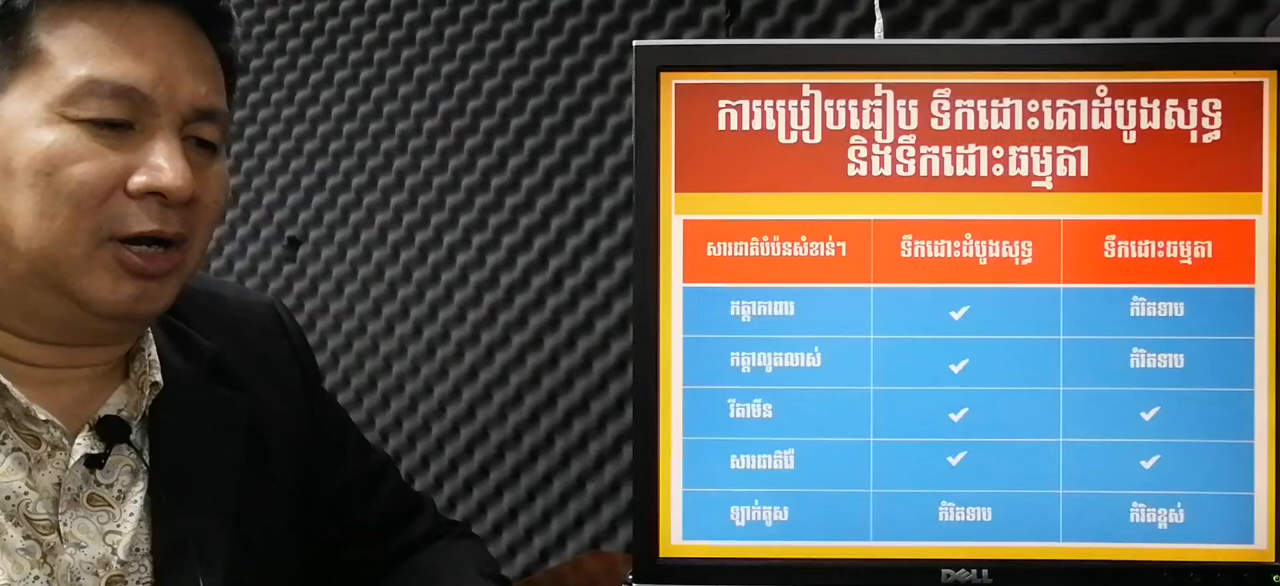 ការប្រៀបធៀប ទឹកដោះគោដំបូងសុទ្ធ
និងទឹកដោះធម្មតា
សារជាតិបំប៉នសំខាន់ៗ ទឹកដោះដំបូងសុទ្ធ ទឹកដោះធម្មតា
កត្តាការពារ កំរិតទាប
កត្តាលូតលាស់ កំរិតទាប
វីតាមីន
សារជាតិរ៉ែ
ឡាក់តូស កំរិតទាប កំរិតខ្ពស់
DELL